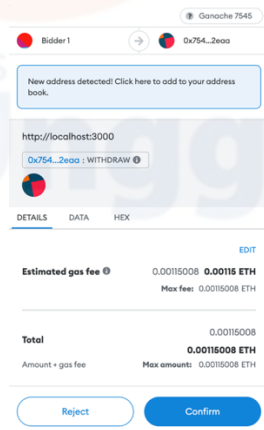 Ganache 7545
Bidder 1
0x754...2eaa
New address detected! Click here to add to your address
book.
http://localhost:3000
0x754...2eaa : WITHDRAW
DETAILS DATA HEX
EDIT
Estimated gas fee 0.00115008 0.00115 ETH
Max fee: 0.00115008 ETH
Total 0.00115008
0.00115008 ETH
Amount + gas fee Max amount: 0.00115008 ETH
Reject Confirm